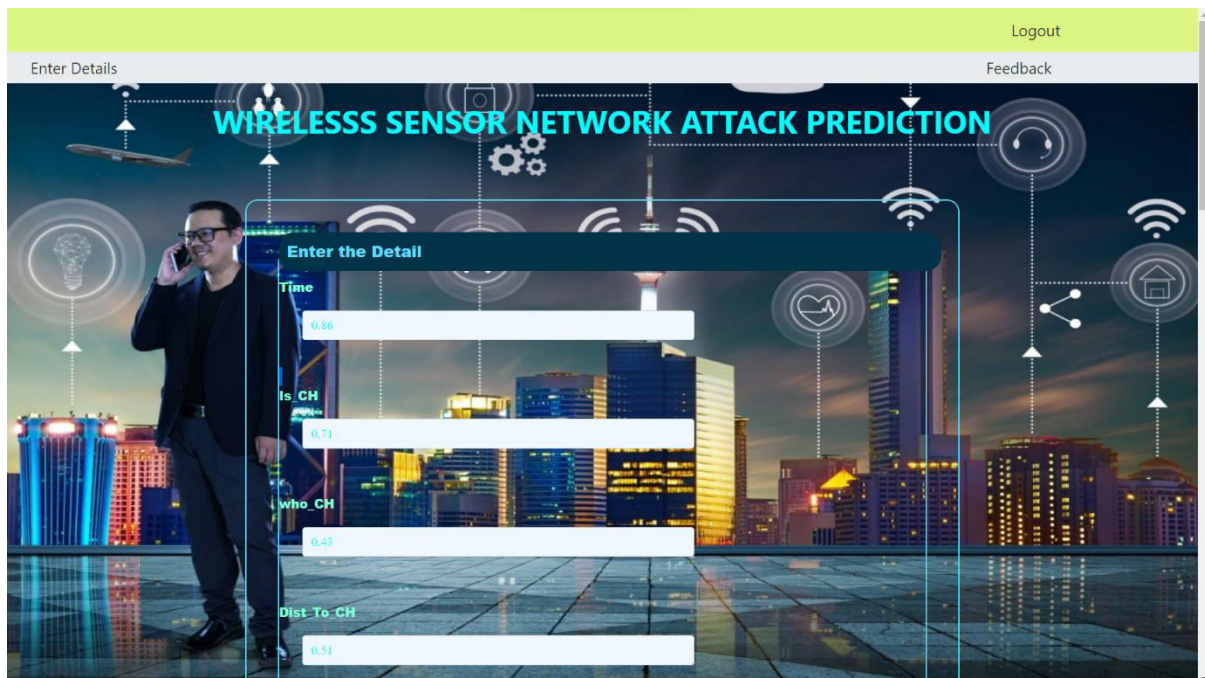 Logout
Enter Details
Feedback
WIRELESSS SENSOR NETWORK ATTACK PREDICTION
Enter the Detail
Time
0.86
Is_CH
0.71
who_CH
0.43
Dist_To_CH
0.51